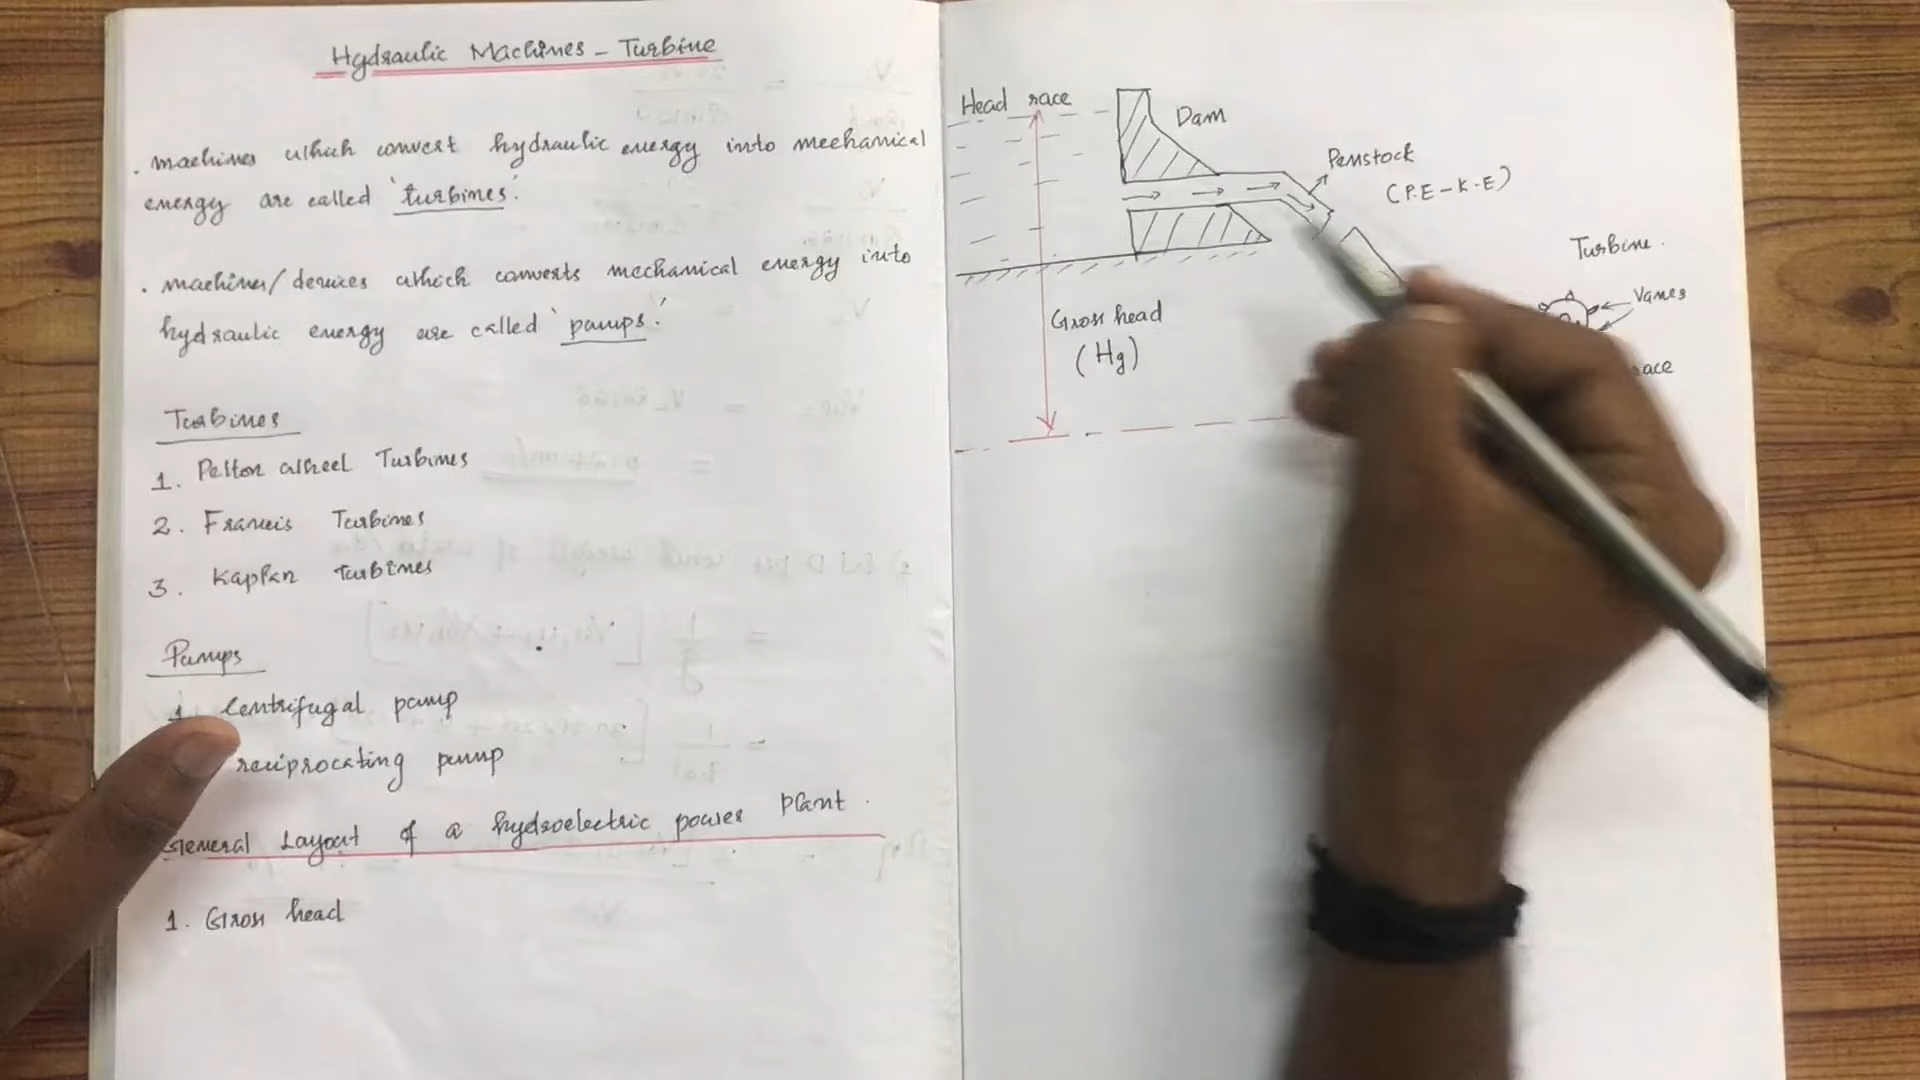 Hydraulic Machines - Turbine
. machines which convert hydraulic energy into mechanical
energy are called 'turbines'.
. machines/devices which converts mechanical energy into
hydraulic energy are called 'pumps'.
Turbines
1. Pelton wheel Turbines
2. Francis Turbines
3. Kaplan Turbines
Pumps
1 Centrifugal pump
reciprocating pump
General Layout of a hydroelectric power plant.
1. Gross head
Head race
Dam
Penstock
(P.E - K.E)
Turbine.
Vanes
Gross head
(Hg)
ace